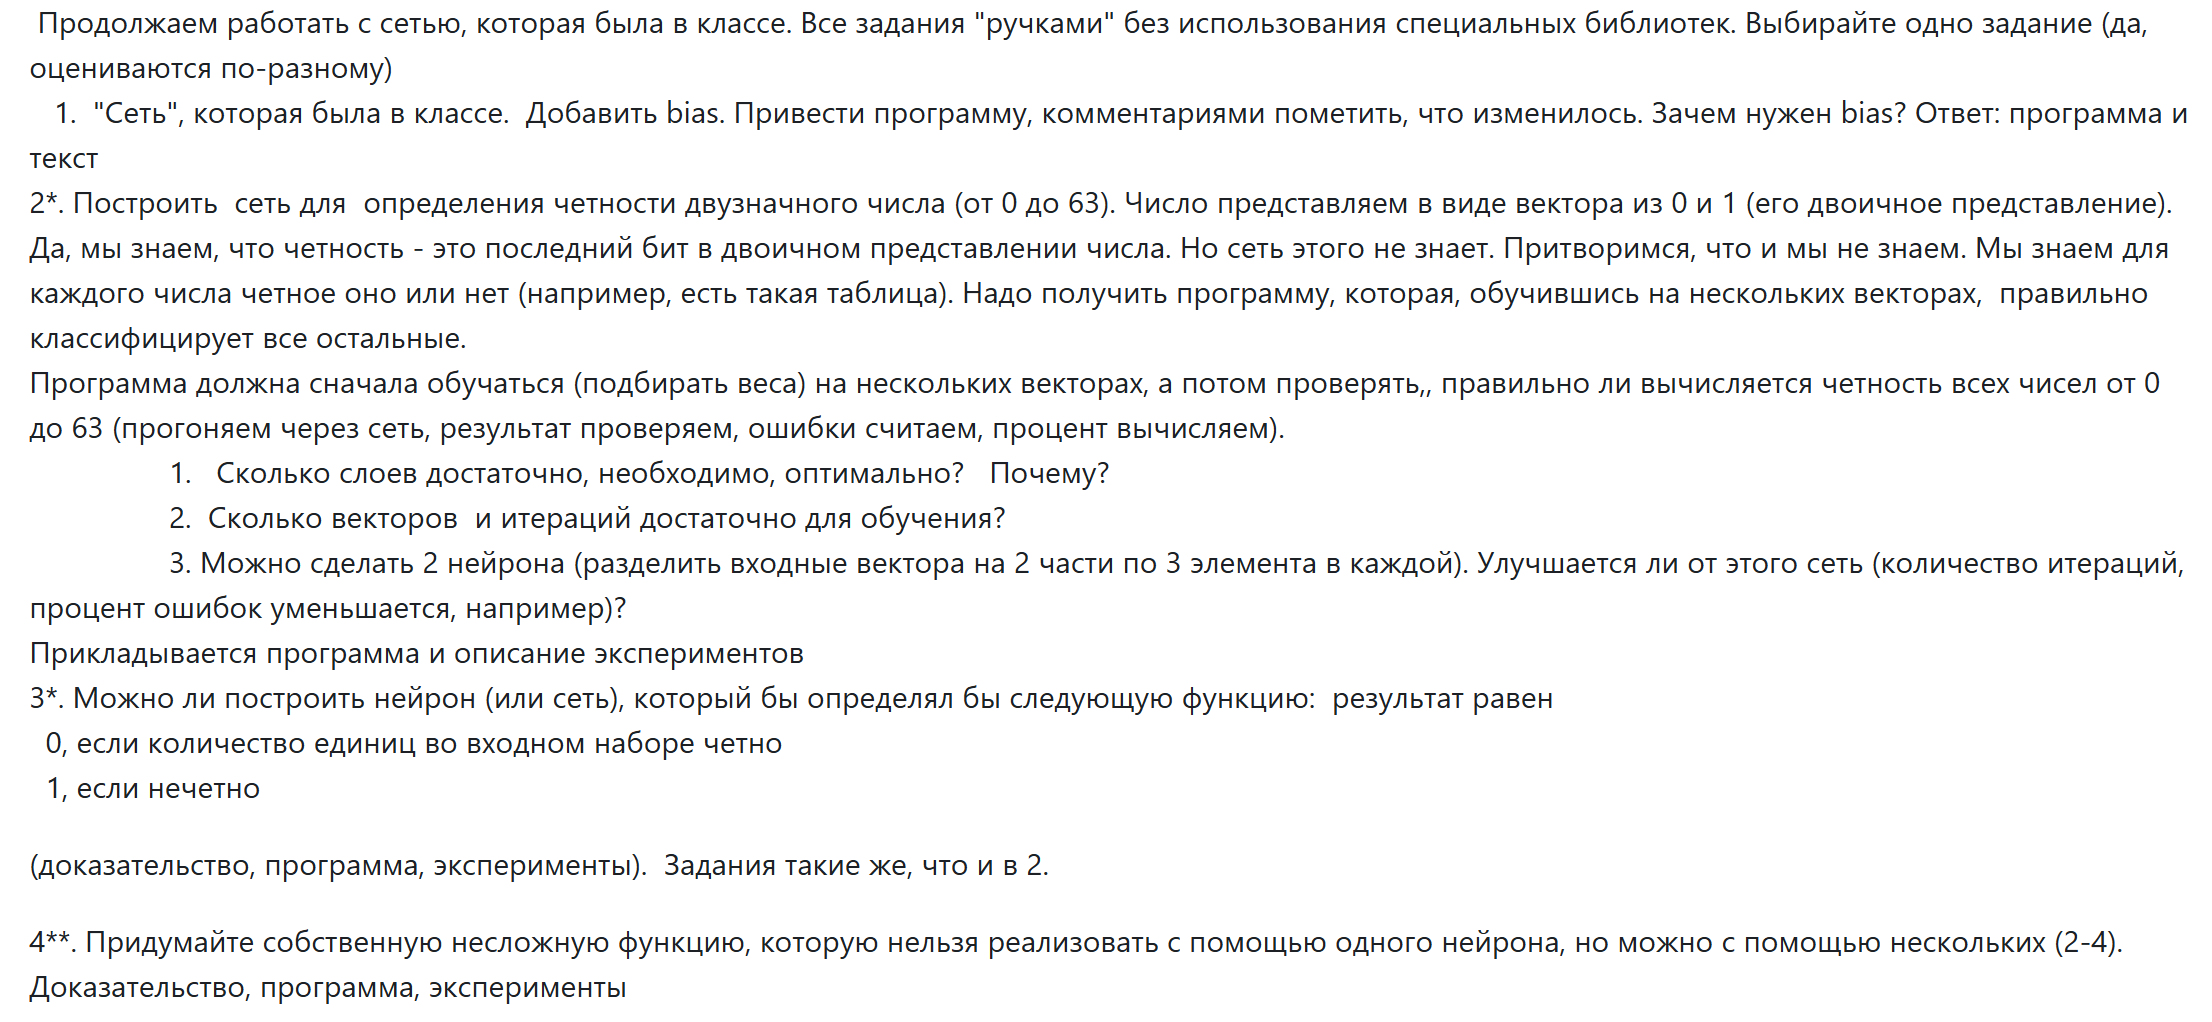 Продолжаем работать с сетью, которая была в классе. Все задания "ручками" без использования специальных библиотек. Выбирайте одно задание (да,
оцениваются по-разному)
1. "Сеть", которая была в классе. Добавить bias. Привести программу, комментариями пометить, что изменилось. Зачем нужен bias? Ответ: программа и
текст
2*. Построить сеть для определения четности двузначного числа (от 0 до 63). Число представляем в виде вектора из 0 и 1 (его двоичное представление).
Да, мы знаем, что четность - это последний бит в двоичном представлении числа. Но сеть этого не знает. Притворимся, что и мы не знаем. Мы знаем для
каждого числа четное оно или нет (например, есть такая таблица). Надо получить программу, которая, обучившись на нескольких векторах, правильно
классифицирует все остальные.
Программа должна сначала обучаться (подбирать веса) на нескольких векторах, а потом проверять,, правильно ли вычисляется четность всех чисел от 0
до 63 (прогоняем через сеть, результат проверяем, ошибки считаем, процент вычисляем).
1. Сколько слоев достаточно, необходимо, оптимально? Почему?
2. Сколько векторов и итераций достаточно для обучения?
3. Можно сделать 2 нейрона (разделить входные вектора на 2 части по 3 элемента в каждой). Улучшается ли от этого сеть (количество итераций,
процент ошибок уменьшается, например)?
Прикладывается программа и описание экспериментов
3*. Можно ли построить нейрон (или сеть), который бы определял бы следующую функцию: результат равен
0, если количество единиц во входном наборе четно
1, если нечетно
(доказательство, программа, эксперименты). Задания такие же, что и в 2.
4**. Придумайте собственную несложную функцию, которую нельзя реализовать с помощью одного нейрона, но можно с помощью нескольких (2-4).
Доказательство, программа, эксперименты